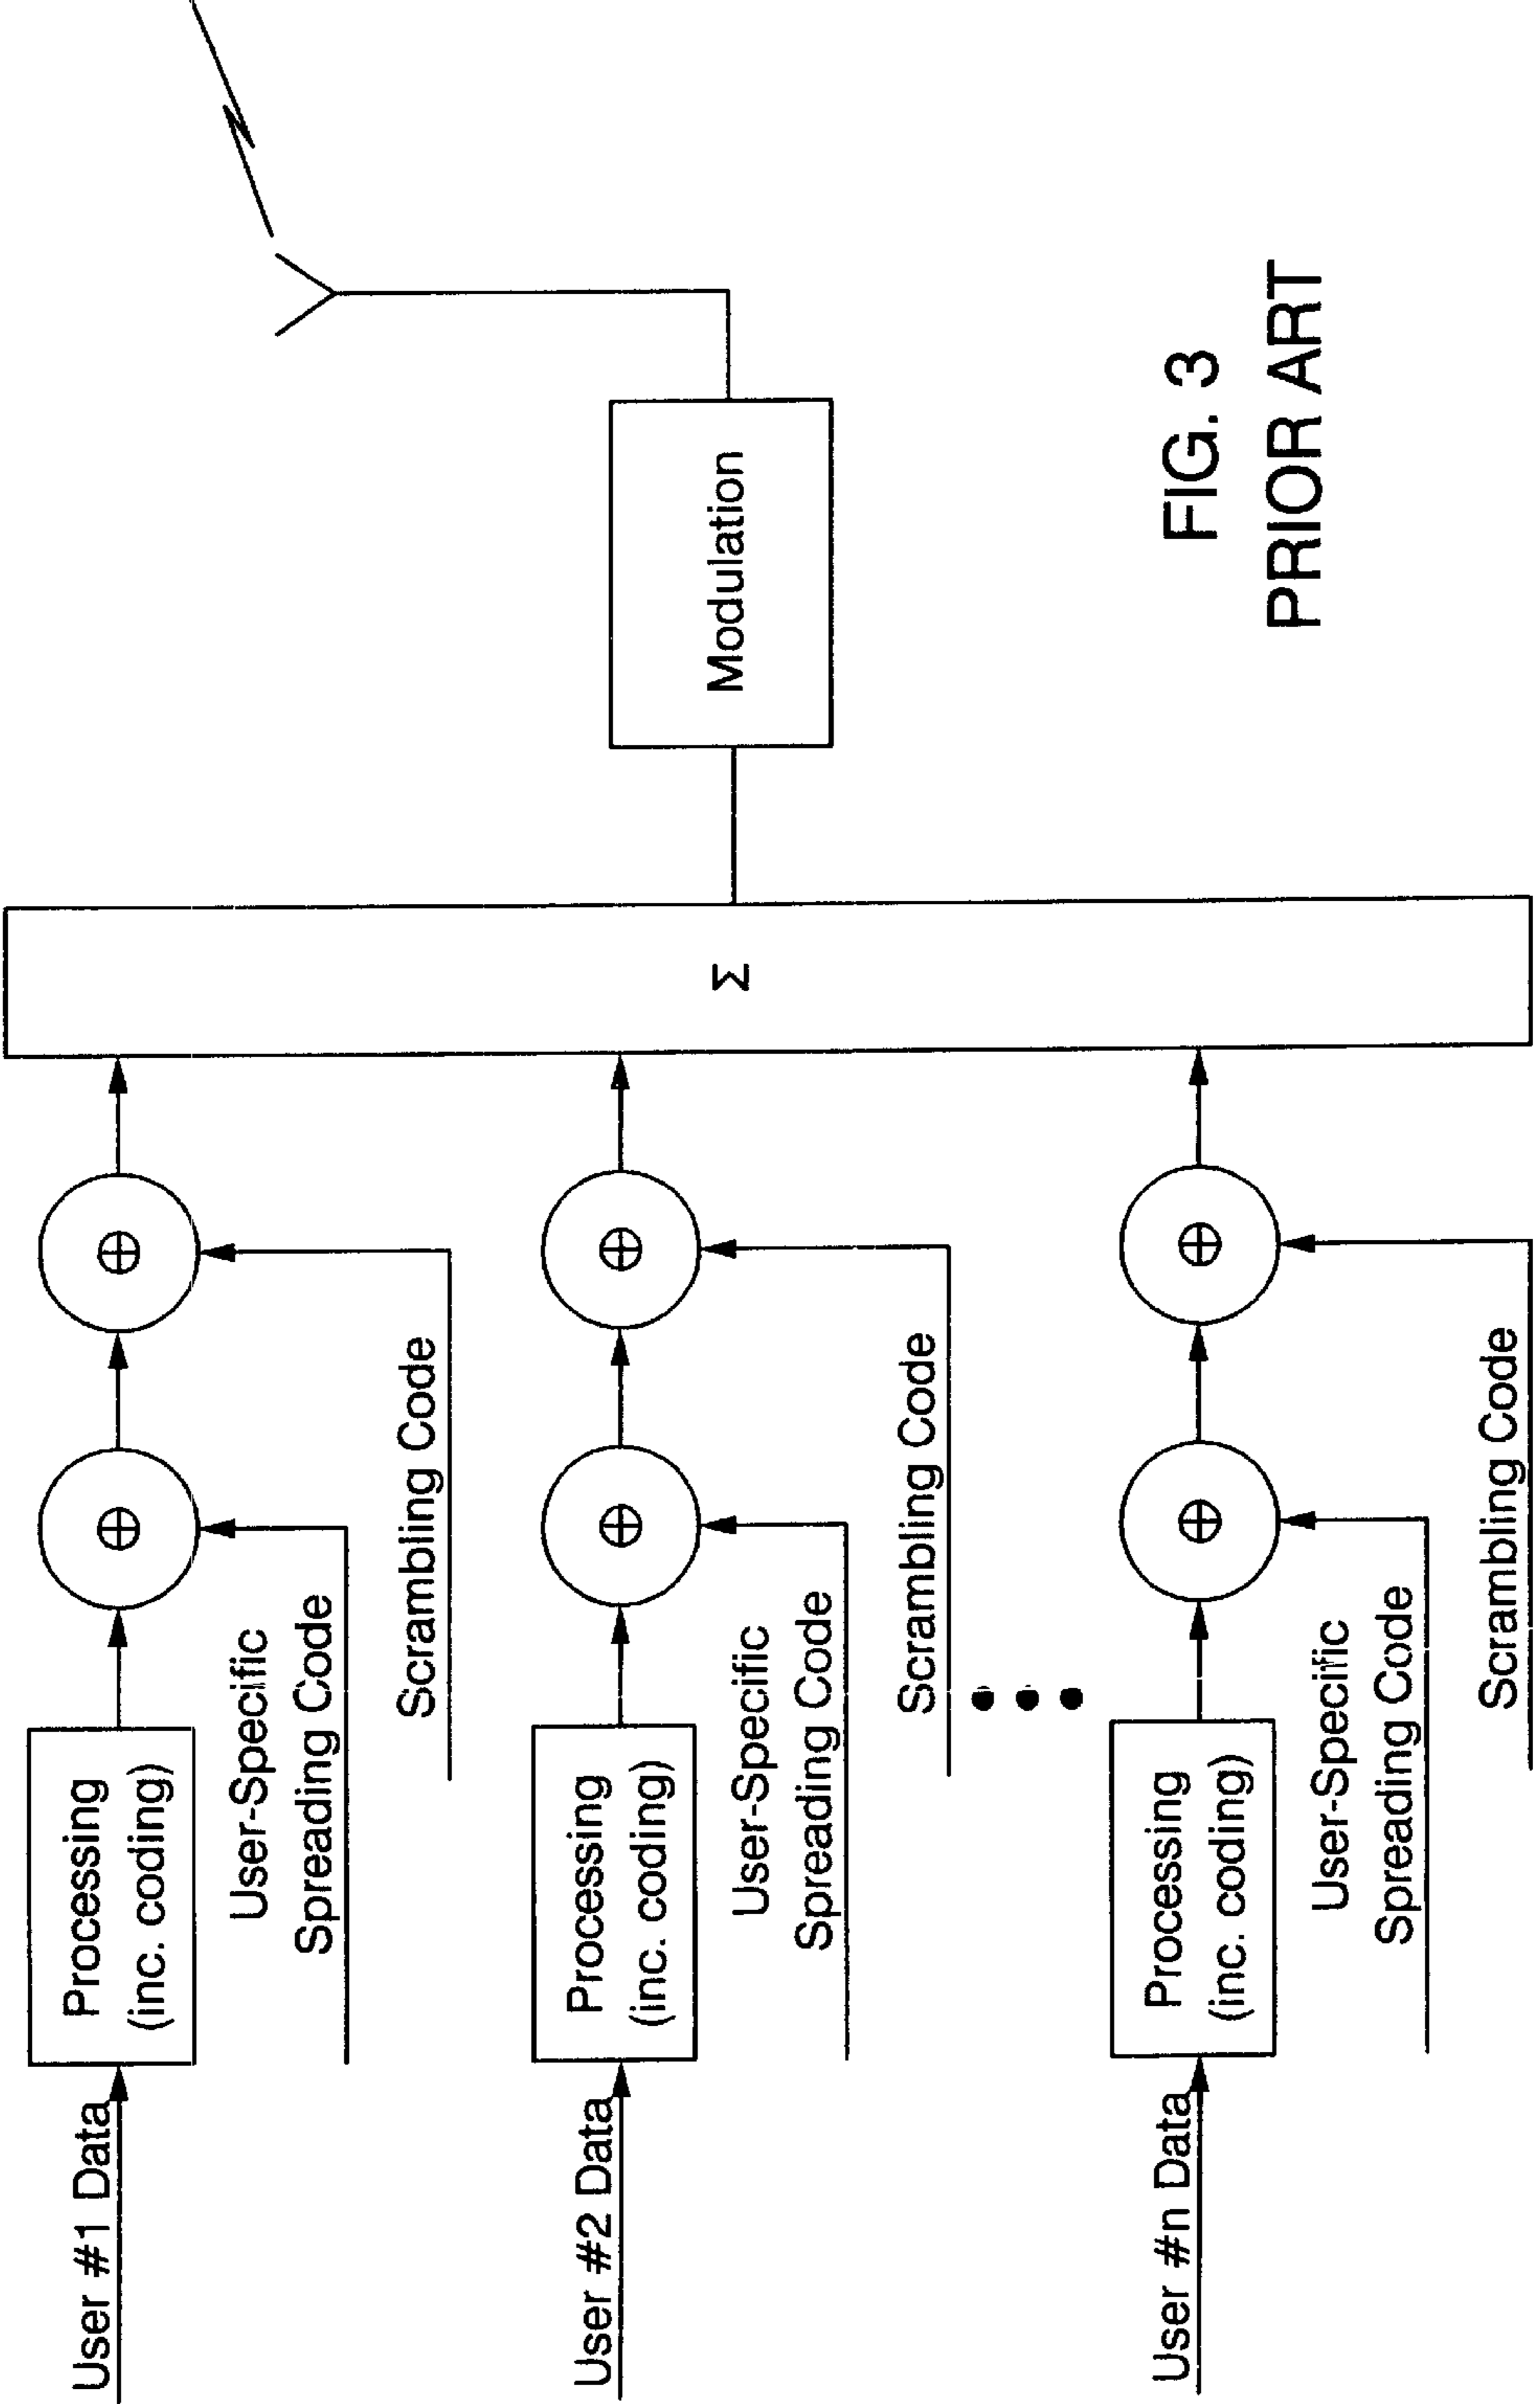 User #1 Data
Processing
(inc. coding)
User-Specific
Spreading Code
Scrambling Code
User #2 Data
Processing
(inc. coding)
User-Specific
Spreading Code
Scrambling Code
User #n Data
Processing
(inc. coding)
User-Specific
Spreading Code
Scrambling Code
Σ
Modulation
FIG. 3
PRIOR ART